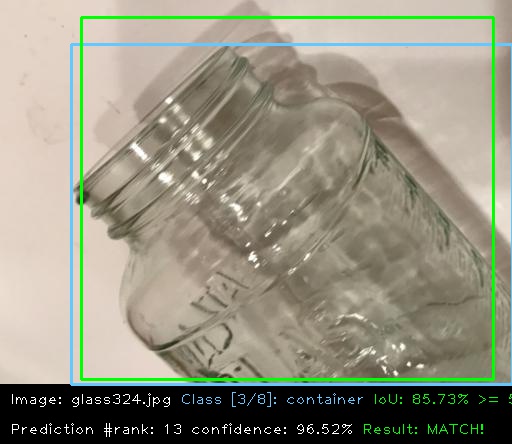 Image: glass324.jpg Class [3/8]: container IoU: 85.73% >= 5
Prediction #rank: 13 confidence: 96.52% Result: MATCH!